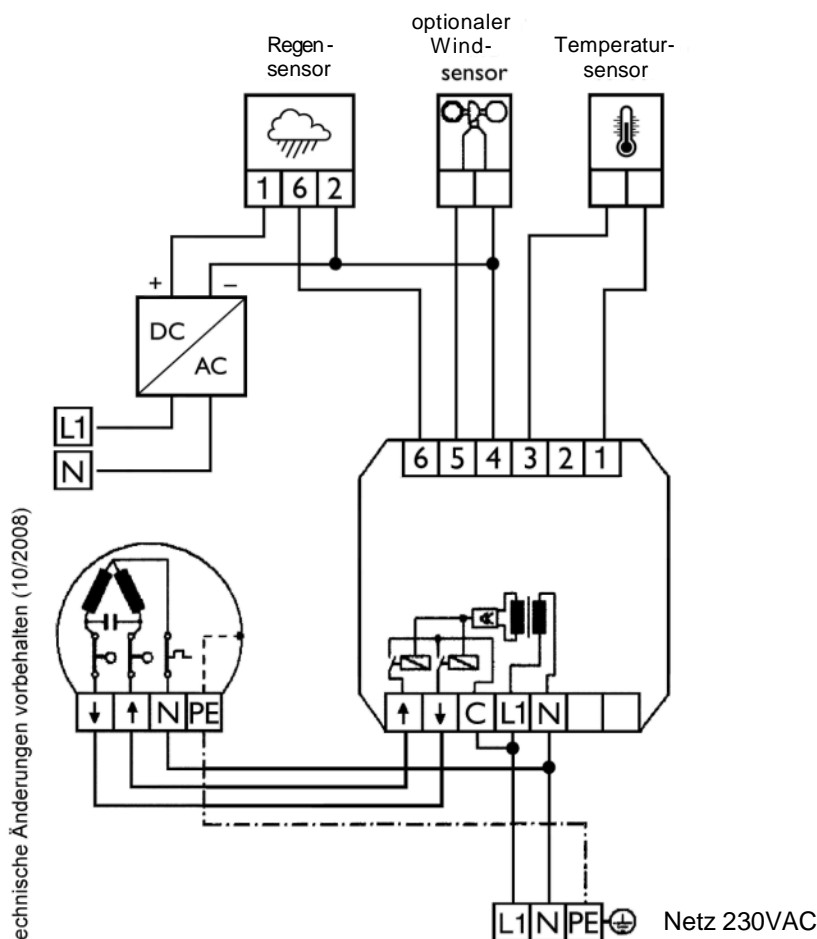 optionaler
Regen-
sensor
Wind-
sensor
Temperatur-
sensor
1 6 2
+ –
DC
AC
L1
N
6 5 4 3 2 1
↓ ↑ N PE
↑ ↓ C L1 N
L1 N PE Netz 230VAC
echnische Änderungen vorbehalten (10/2008)